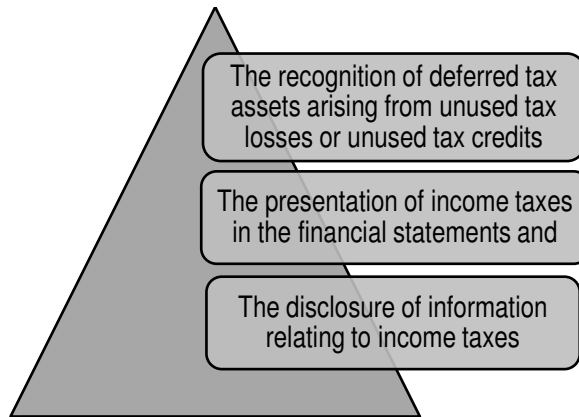 The recognition of deferred tax
assets arising from unused tax
losses or unused tax credits
The presentation of income taxes
in the financial statements and
The disclosure of information
relating to income taxes